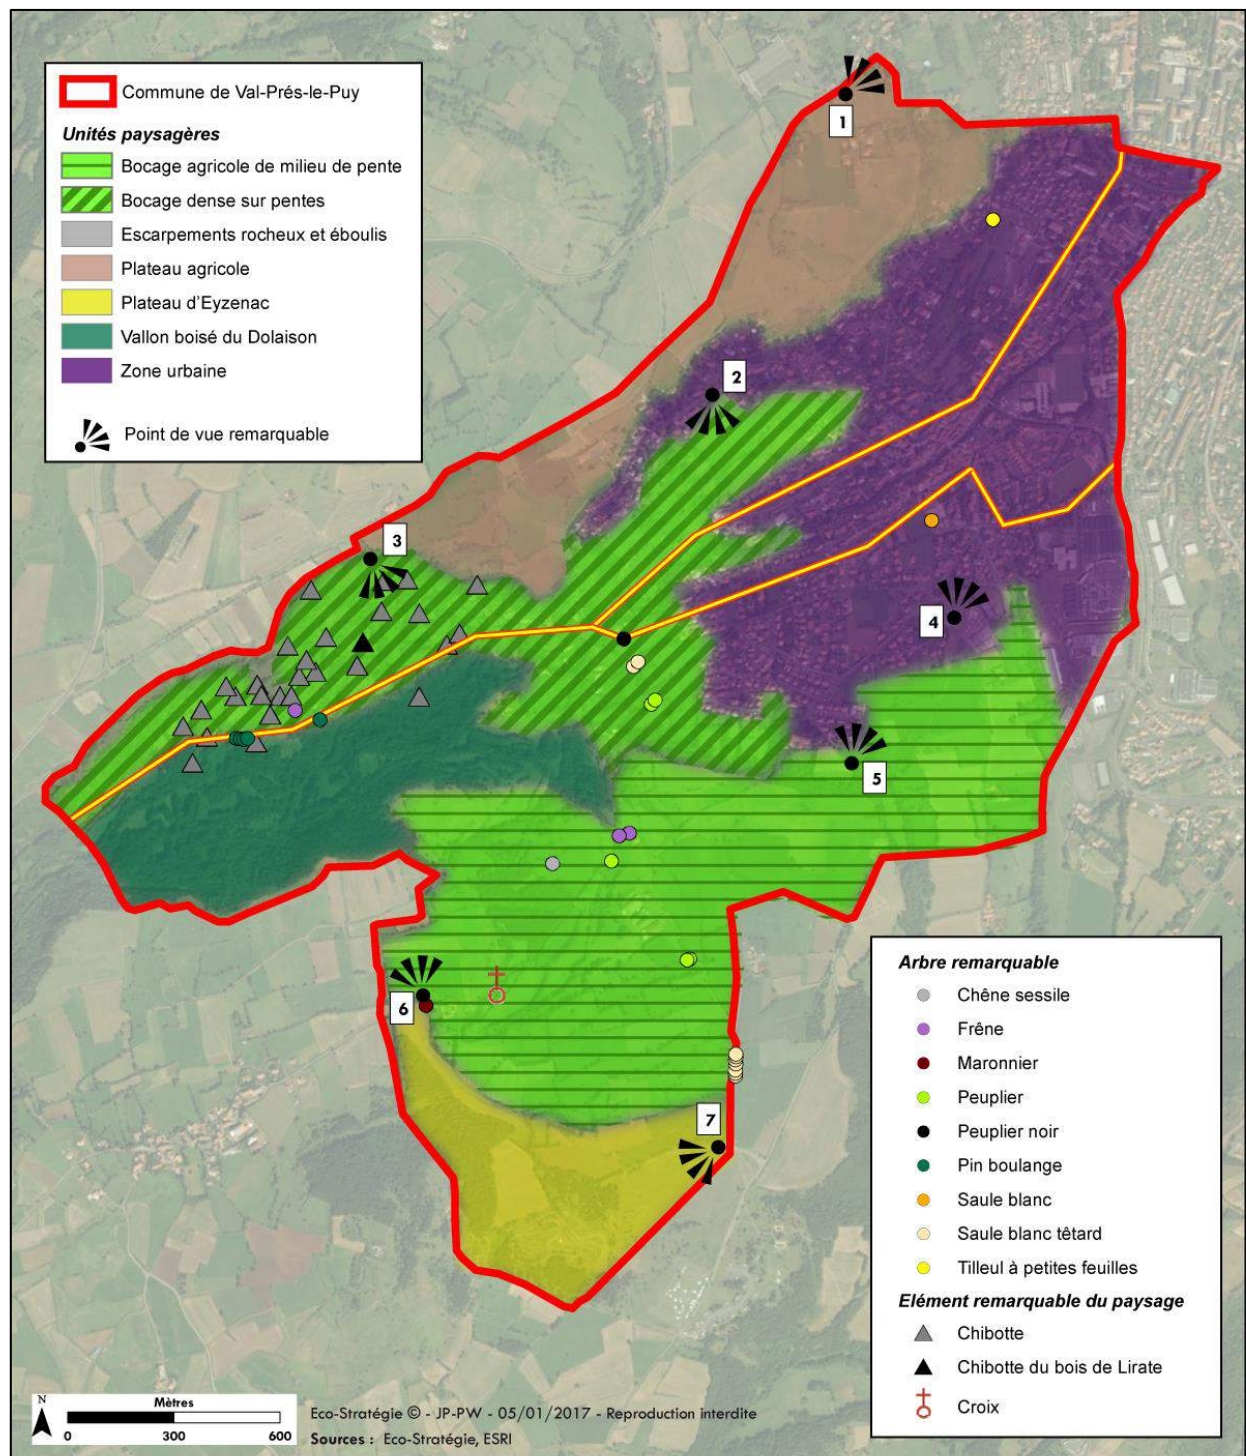 Commune de Val-Prés-le-Puy
Unités paysagères
Bocage agricole de milieu de pente
Bocage dense sur pentes
Escarpements rocheux et éboulis
Plateau agricole
Plateau d'Eyzenac
Vallon boisé du Dolaison
Zone urbaine
Point de vue remarquable
1
2
3
4
5
6
7
Arbre remarquable
Chêne sessile
Frêne
Maronnier
Peuplier
Peuplier noir
Pin boulange
Saule blanc
Saule blanc têtard
Tilleul à petites feuilles
Elément remarquable du paysage
Chibotte
Chibotte du bois de Lirate
Croix
N
Mètres
0 300 600
Eco-Stratégie © - JP-PW - 05/01/2017 - Reproduction interdite
Sources : Eco-Stratégie, ESRI